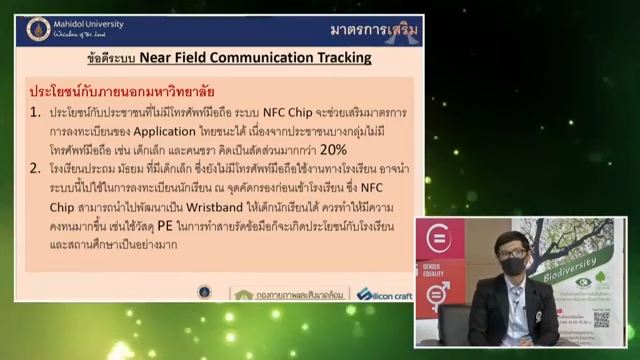 Mahidol University
Wisdom of the Land
มาตรการเสริม
ข้อดีระบบ Near Field Communication Tracking
ประโยชน์กับภายนอกมหาวิทยาลัย
1. ประโยชน์กับประชาชนที่ไม่มีโทรศัพท์มือถือ ระบบ NFC Chip จะช่วยเสริมมาตรการ
การลงทะเบียนของ Application ไทยชนะได้ เนื่องจากประชาชนบางกลุ่มไม่มี
โทรศัพท์มือถือ เช่น เด็กเล็ก และคนชรา คิดเป็นสัดส่วนมากกว่า 20%
2. โรงเรียนประถม มัธยม ที่มีเด็กเล็ก ซึ่งยังไม่มีโทรศัพท์มือถือใช้งานทางโรงเรียน อาจนำ
ระบบนี้ไปใช้ในการลงทะเบียนนักเรียน ณ จุดคัดกรองก่อนเข้าโรงเรียน ซึ่ง NFC
Chip สามารถนำไปพัฒนาเป็น Wristband ให้เด็กนักเรียนได้ ควรทำให้มีความ
คงทนมากขึ้น เช่นใช้วัสดุ PE ในการทำสายรัดข้อมือก็จะเกิดประโยชน์กับโรงเรียน
และสถานศึกษาเป็นอย่างมาก
กองกายภาพและสิ่งแวดล้อม
Silicon craft
GENDER
EQUALITY
Biodiversity